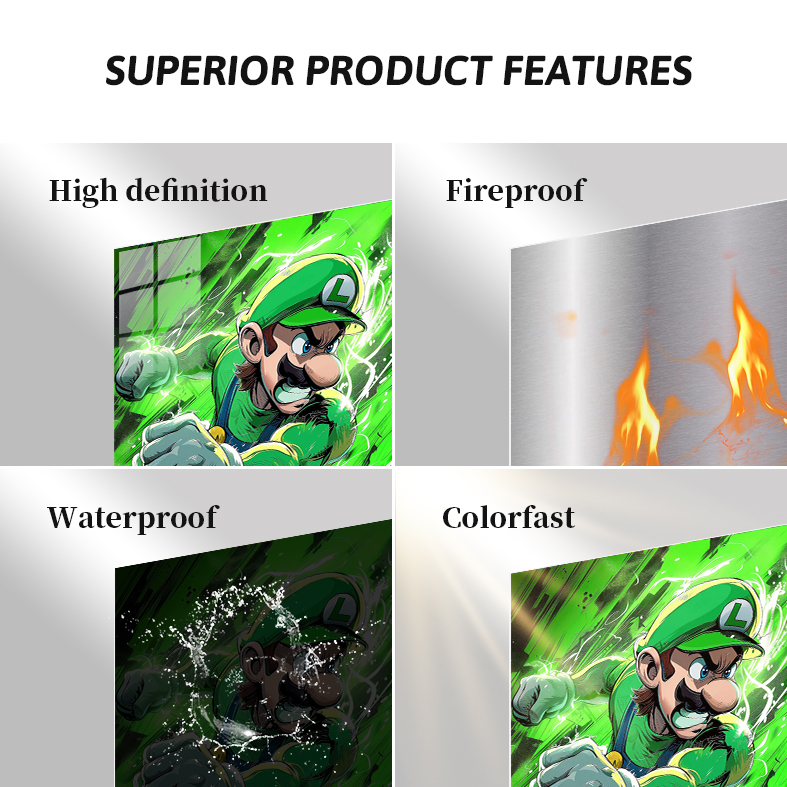 SUPERIOR PRODUCT FEATURES
High definition
Fireproof
L
Waterproof
Colorfast
L
L